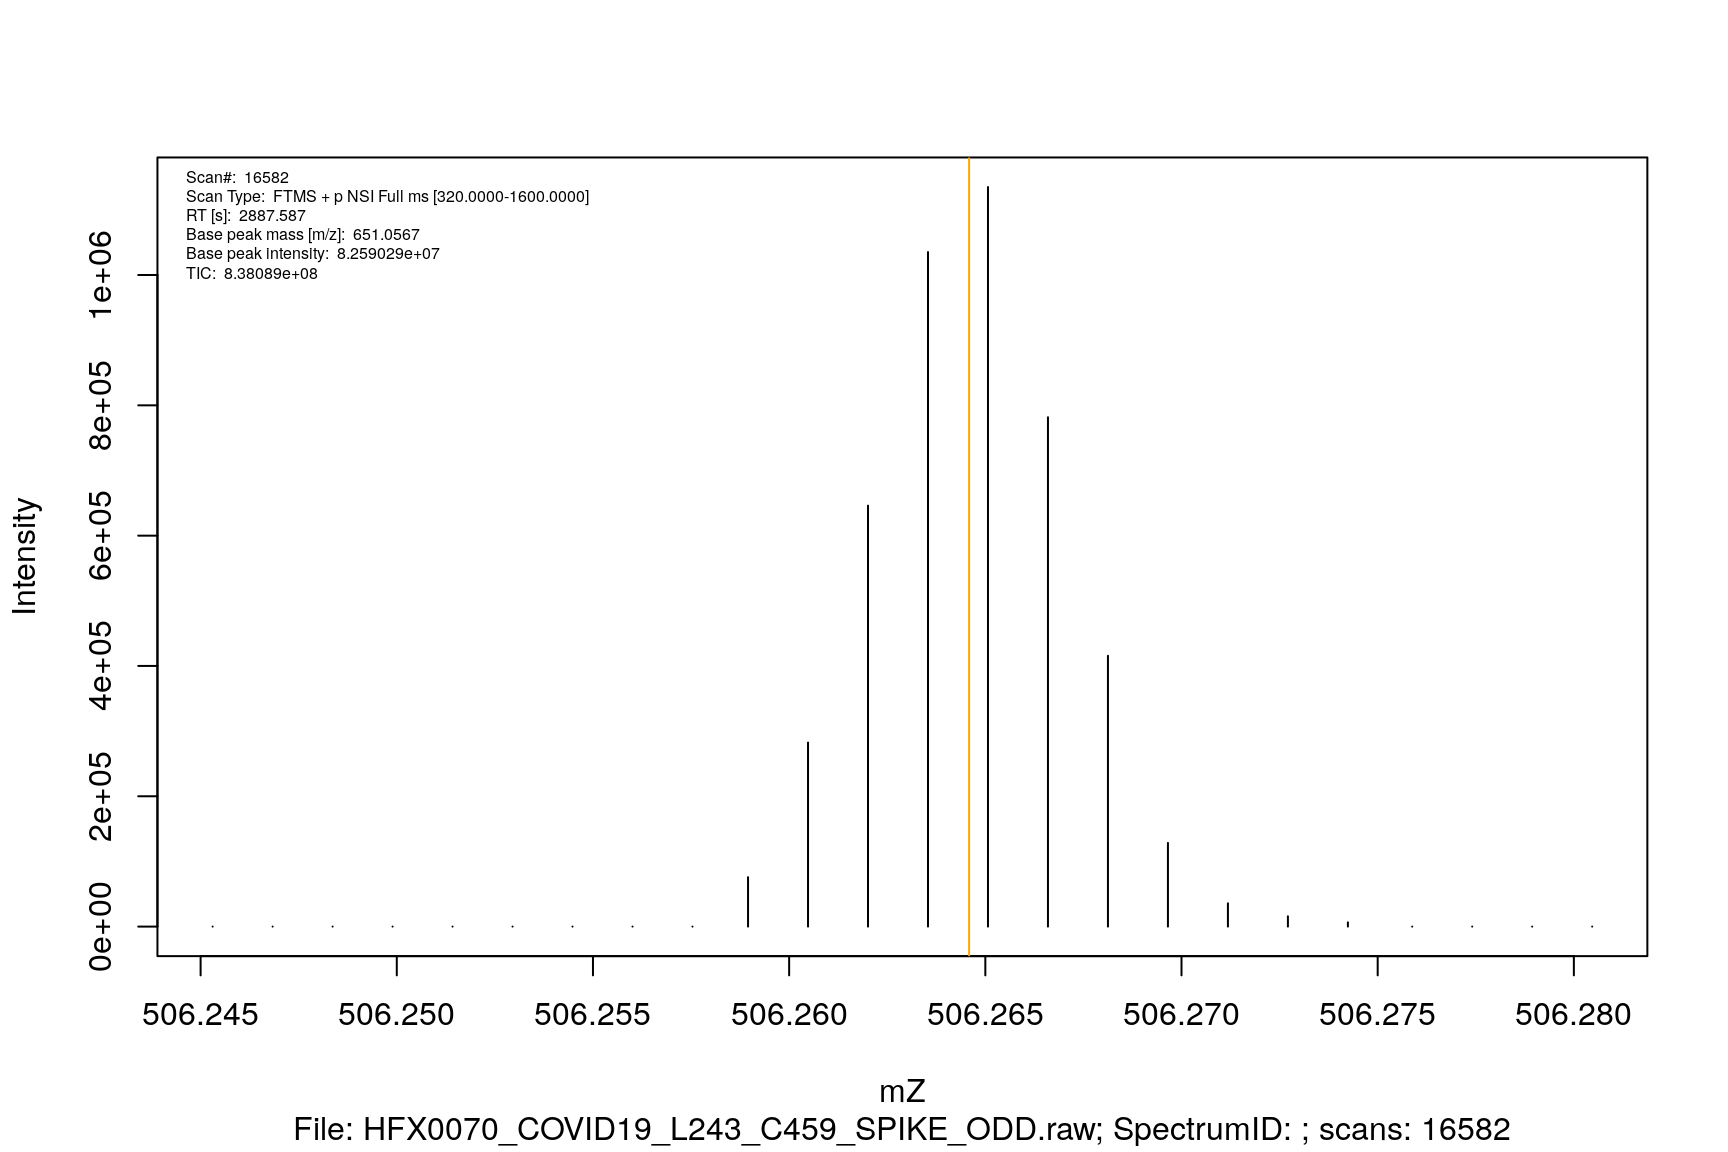 Scan#: 16582
Scan Type: FTMS + p NSI Full ms [320.0000-1600.0000]
RT [s]: 2887.587
Base peak mass [m/z]: 651.0567
Base peak intensity: 8.259029e+07
TIC: 8.38089e+08
Intensity
1e+06
8e+05
6e+05
4e+05
2e+05
0e+00
506.245 506.250 506.255 506.260 506.265 506.270 506.275 506.280
mZ
File: HFX0070_COVID19_L243_C459_SPIKE_ODD.raw; SpectrumID: ; scans: 16582